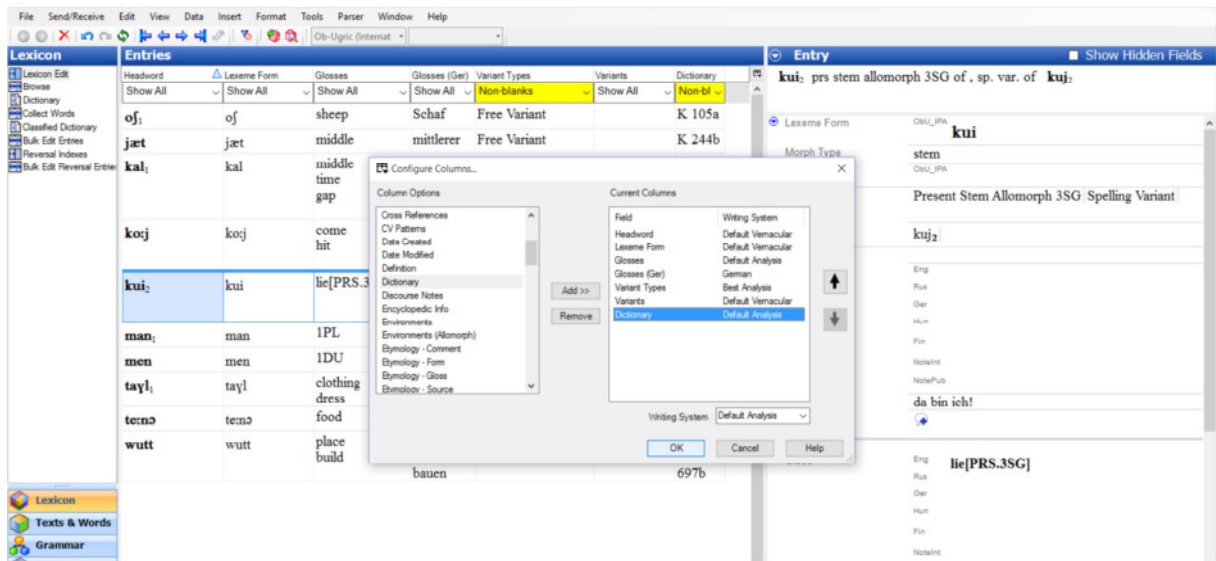 File Send/Receive Edit View Data Insert Format Tools Parser Window Help
Ob-Ugric (Internat
Lexicon
Lexicon Edit
Browse
Dictionary
Collect Words
Classified Dictionary
Bulk Edit Entries
Reversal Indexes
Bulk Edit Reversal Entrie
Lexicon
Texts & Words
Grammar
Entries
Headword Lexeme Form Glosses Glosses (Ger) Variant Types Variants Dictionary
Show All Show All Show All Show All Non-blanks Show All Non-bl
oʃ₁ oʃ sheep Schaf Free Variant K 105a
jæt jæt middle mittlerer Free Variant K 244b
kal₁ kal middle
time
gap
ko:j ko:j come
hit
kui₂ kui lie[PRS.3
man₁ man 1PL
men men 1DU
taɣl₁ taɣl clothing
dress
te:nə te:nə food
wutt wutt place
build
bauen 697b
Configure Columns...
Column Options
Cross References
CV Patterns
Date Created
Date Modified
Definition
Dictionary
Discourse Notes
Encyclopedic Info
Environments
Environments (Allomorph)
Etymology - Comment
Etymology - Form
Etymology - Gloss
Etymology - Source
Add >>
Remove
Current Columns
Field Writing System
Headword Default Vernacular
Lexeme Form Default Vernacular
Glosses Default Analysis
Glosses (Ger) German
Variant Types Best Analysis
Variants Default Vernacular
Dictionary Default Analysis
Writing System Default Analysis
OK Cancel Help
Entry Show Hidden Fields
kui₂ prs stem allomorph 3SG of , sp. var. of kuj₂
Lexeme Form ObU_IPA kui
Morph Type stem
ObU_IPA
Present Stem Allomorph 3SG Spelling Variant
kuj₂
Eng
Rus
Ger
Hun
Fin
NoteInt
NotePub
da bin ich!
Eng lie[PRS.3SG]
Rus
Ger
Hun
Fin
NoteInt